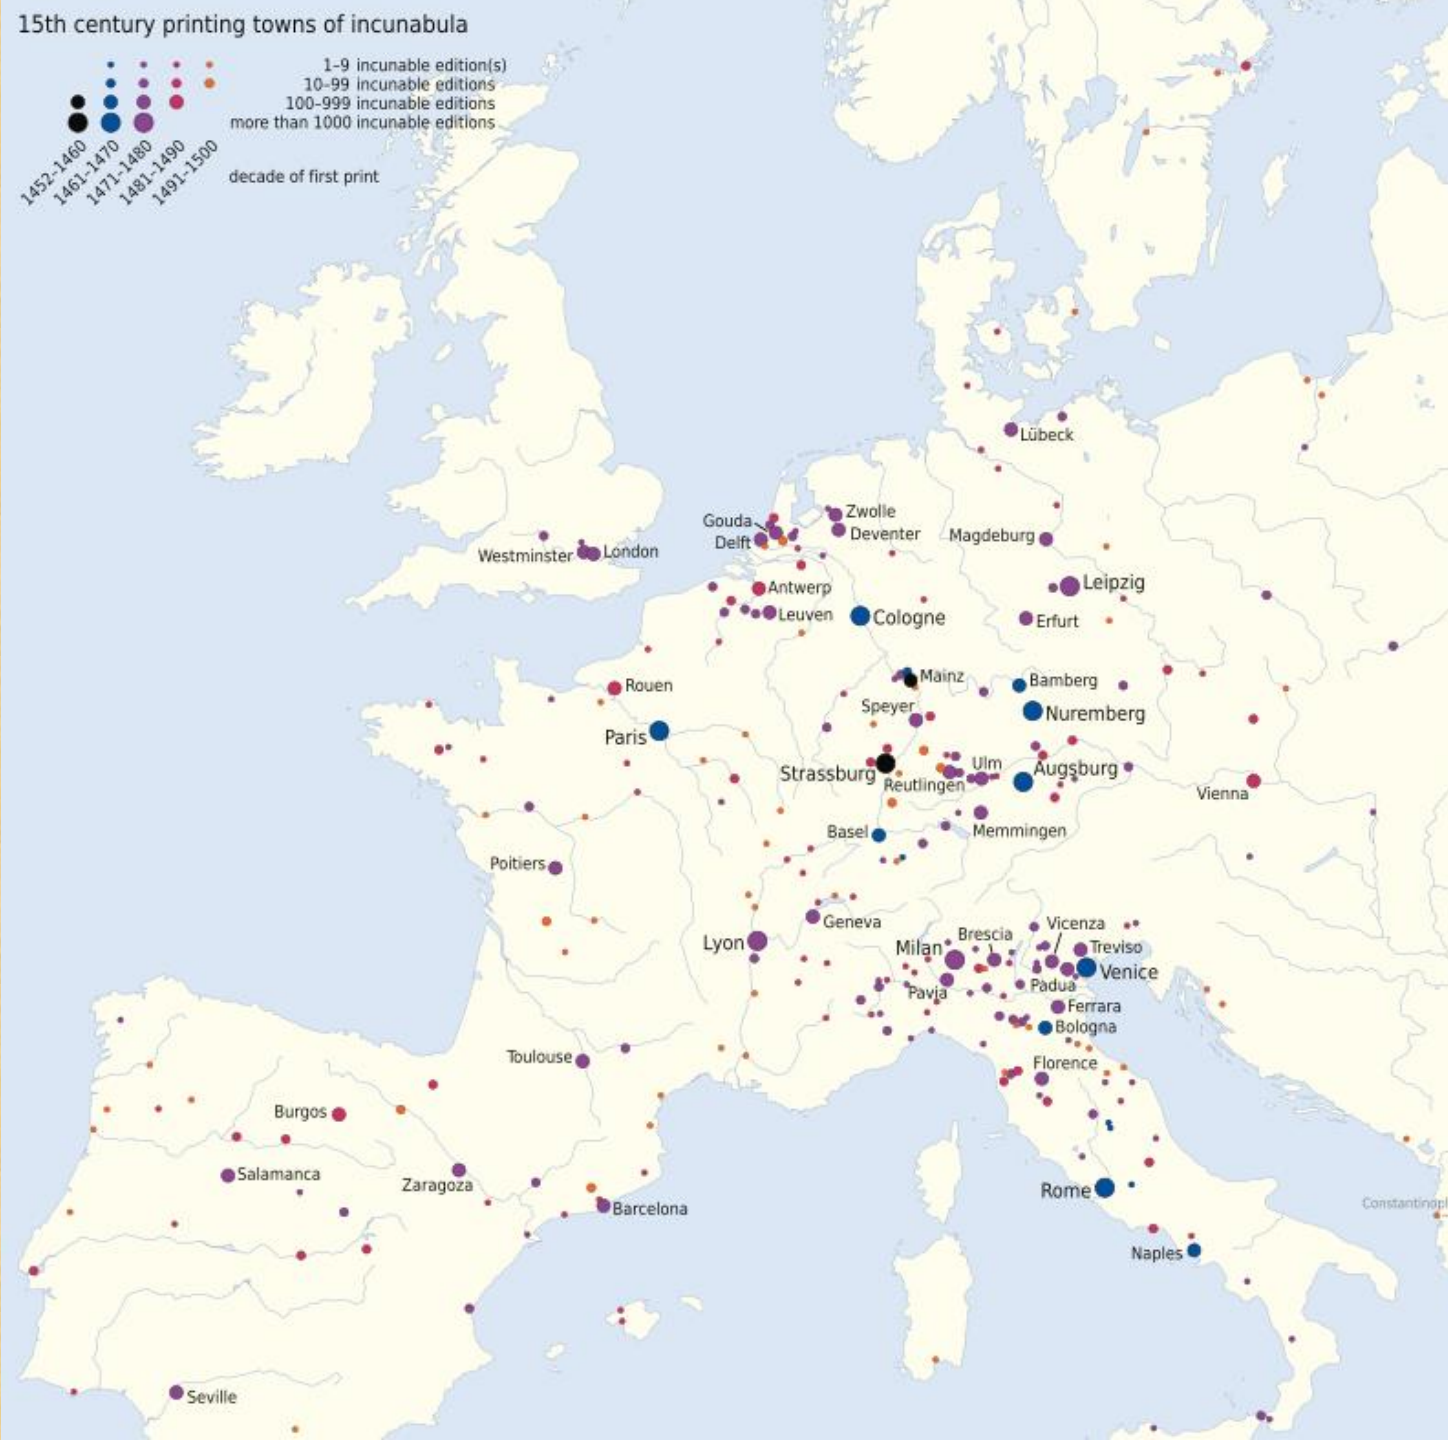 15th century printing towns of incunabula
1–9 incunable edition(s)
10–99 incunable editions
100–999 incunable editions
more than 1000 incunable editions
1452–1460
1461–1470
1471–1480
1481–1490
1491–1500
decade of first print
Lübeck
Zwolle
Gouda
Deventer
Delft
Magdeburg
Westminster
London
Antwerp
Leipzig
Leuven
Cologne
Erfurt
Mainz
Bamberg
Rouen
Speyer
Nuremberg
Paris
Ulm
Augsburg
Strassburg
Reutlingen
Vienna
Basel
Memmingen
Poitiers
Geneva
Vicenza
Brescia
Lyon
Milan
Treviso
Venice
Pavia
Padua
Ferrara
Bologna
Toulouse
Florence
Burgos
Salamanca
Zaragoza
Rome
Barcelona
Constantinopl
Naples
Seville